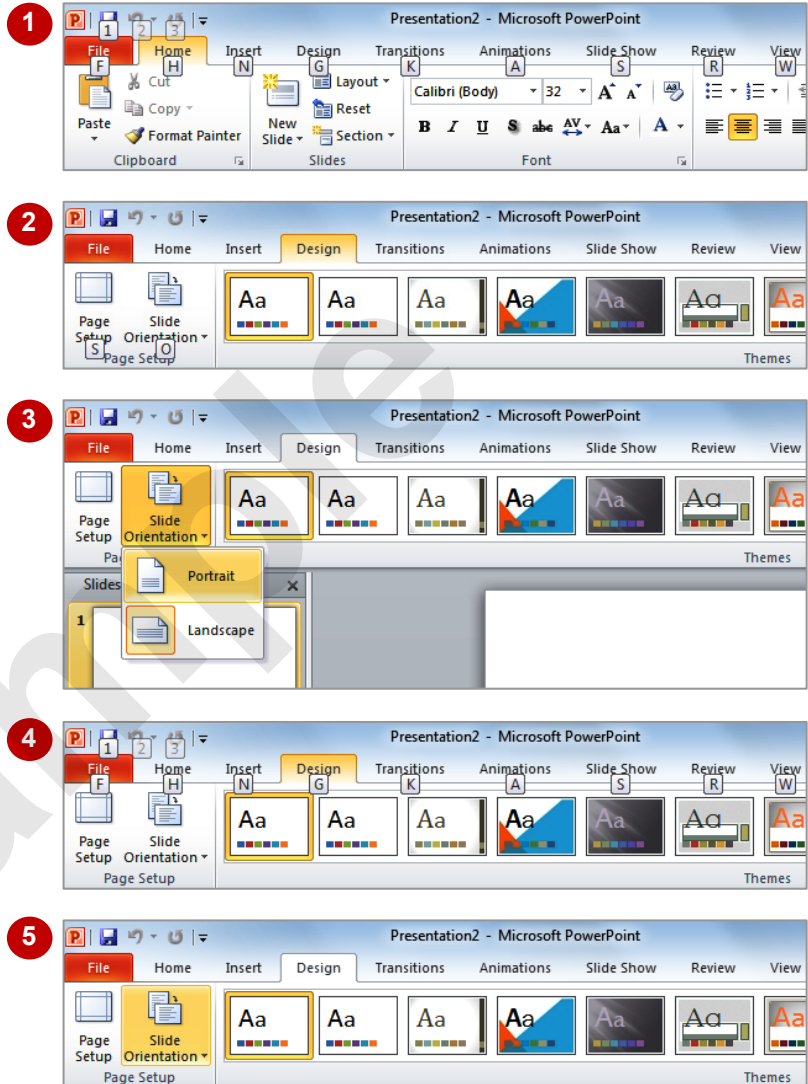 1
Presentation2 - Microsoft PowerPoint
1 2 3
File Home Insert Design Transitions Animations Slide Show Review View
F H N G K A S R W
Cut
Copy
Format Painter
Paste
Clipboard
New Slide
Layout
Reset
Section
Slides
Calibri (Body) 32 A A
B I U S abc AV Aa A
Font
2
Presentation2 - Microsoft PowerPoint
File Home Insert Design Transitions Animations Slide Show Review View
Aa Aa Aa Aa Aa Aa Aa
Page Setup
Slide Orientation
S O
Page Setup
Themes
3
Presentation2 - Microsoft PowerPoint
File Home Insert Design Transitions Animations Slide Show Review View
Aa Aa Aa Aa Aa Aa Aa
Page Setup
Slide Orientation
Themes
Slides
Portrait
1
Landscape
4
Presentation2 - Microsoft PowerPoint
1 2 3
File Home Insert Design Transitions Animations Slide Show Review View
F H N G K A S R W
Aa Aa Aa Aa Aa Aa Aa
Page Setup
Slide Orientation
Page Setup
Themes
5
Presentation2 - Microsoft PowerPoint
File Home Insert Design Transitions Animations Slide Show Review View
Aa Aa Aa Aa Aa Aa Aa
Page Setup
Slide Orientation
Page Setup
Themes